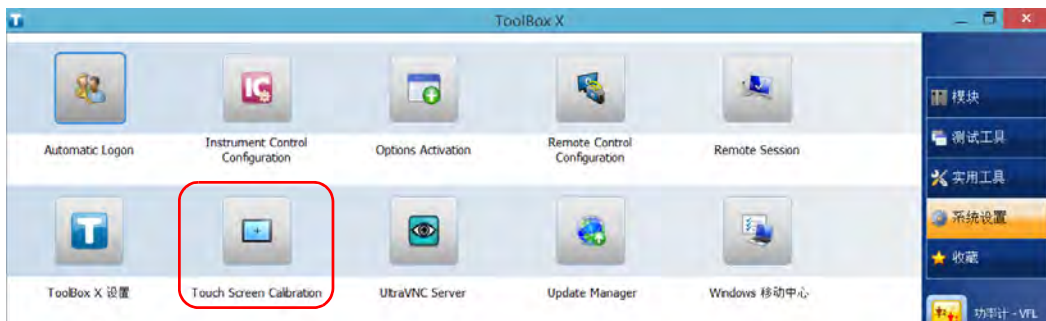 ToolBox X
Automatic Logon
Instrument Control
Configuration
Options Activation
Remote Control
Configuration
Remote Session
ToolBox X 设置
Touch Screen Calibration
UltraVNC Server
Update Manager
Windows 移动中心
模块
测试工具
实用工具
系统设置
收藏
功率计 - VFL